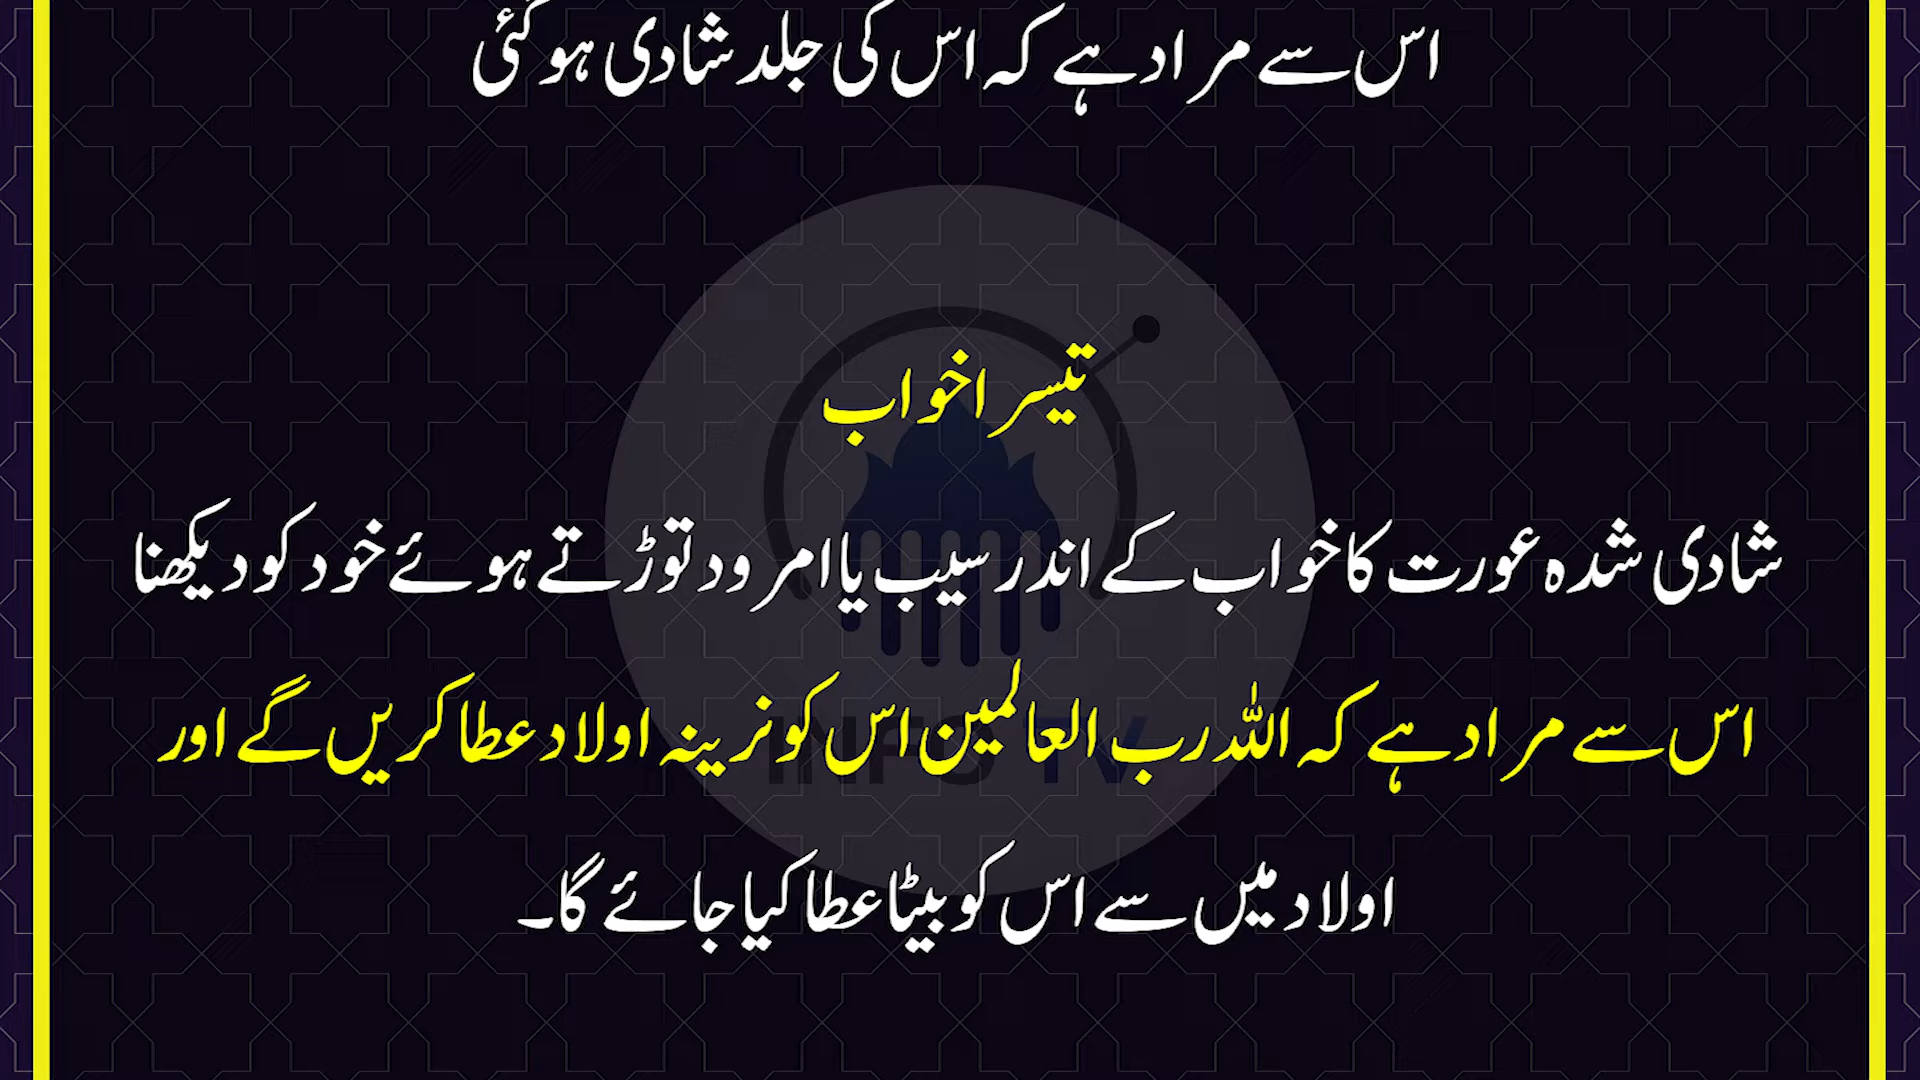 اس سے مراد ہے کہ اس کی جلد شادی ہو گئی
تیسرا خواب
شادی شدہ عورت کا خواب کے اندر سیب یا امرود توڑتے ہوئے خود کو دیکھنا
اس سے مراد ہے کہ اللہ رب العالمین اس کو نرینہ اولاد عطا کریں گے اور
اولاد میں سے اس کو بیٹا عطا کیا جائے گا۔